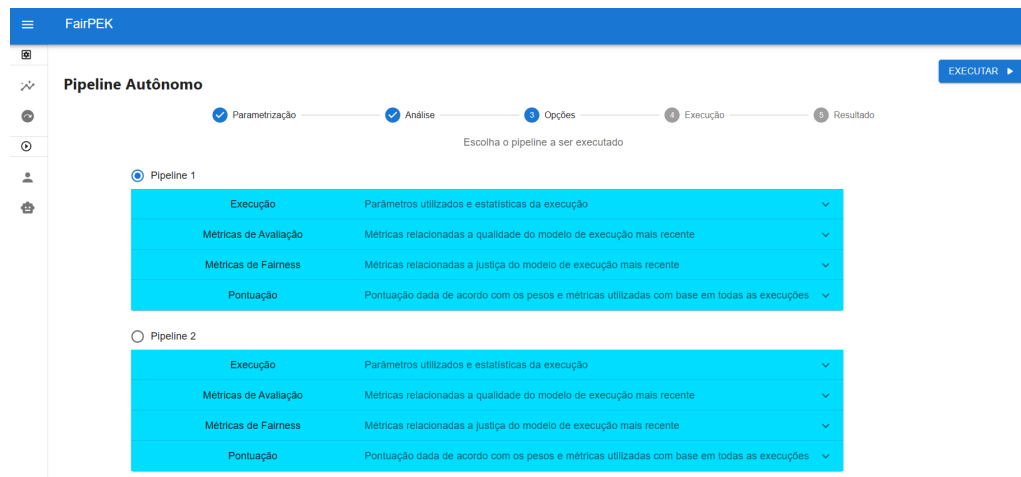 FairPEK
EXECUTAR
Pipeline Autônomo
Parametrização Análise 3 Opções 4 Execução 5 Resultado
Escolha o pipeline a ser executado
Pipeline 1
Execução Parâmetros utilizados e estatísticas da execução
Métricas de Avaliação Métricas relacionadas a qualidade do modelo de execução mais recente
Métricas de Fairness Métricas relacionadas a justiça do modelo de execução mais recente
Pontuação Pontuação dada de acordo com os pesos e métricas utilizadas com base em todas as execuções
Pipeline 2
Execução Parâmetros utilizados e estatísticas da execução
Métricas de Avaliação Métricas relacionadas a qualidade do modelo de execução mais recente
Métricas de Fairness Métricas relacionadas a justiça do modelo de execução mais recente
Pontuação Pontuação dada de acordo com os pesos e métricas utilizadas com base em todas as execuções